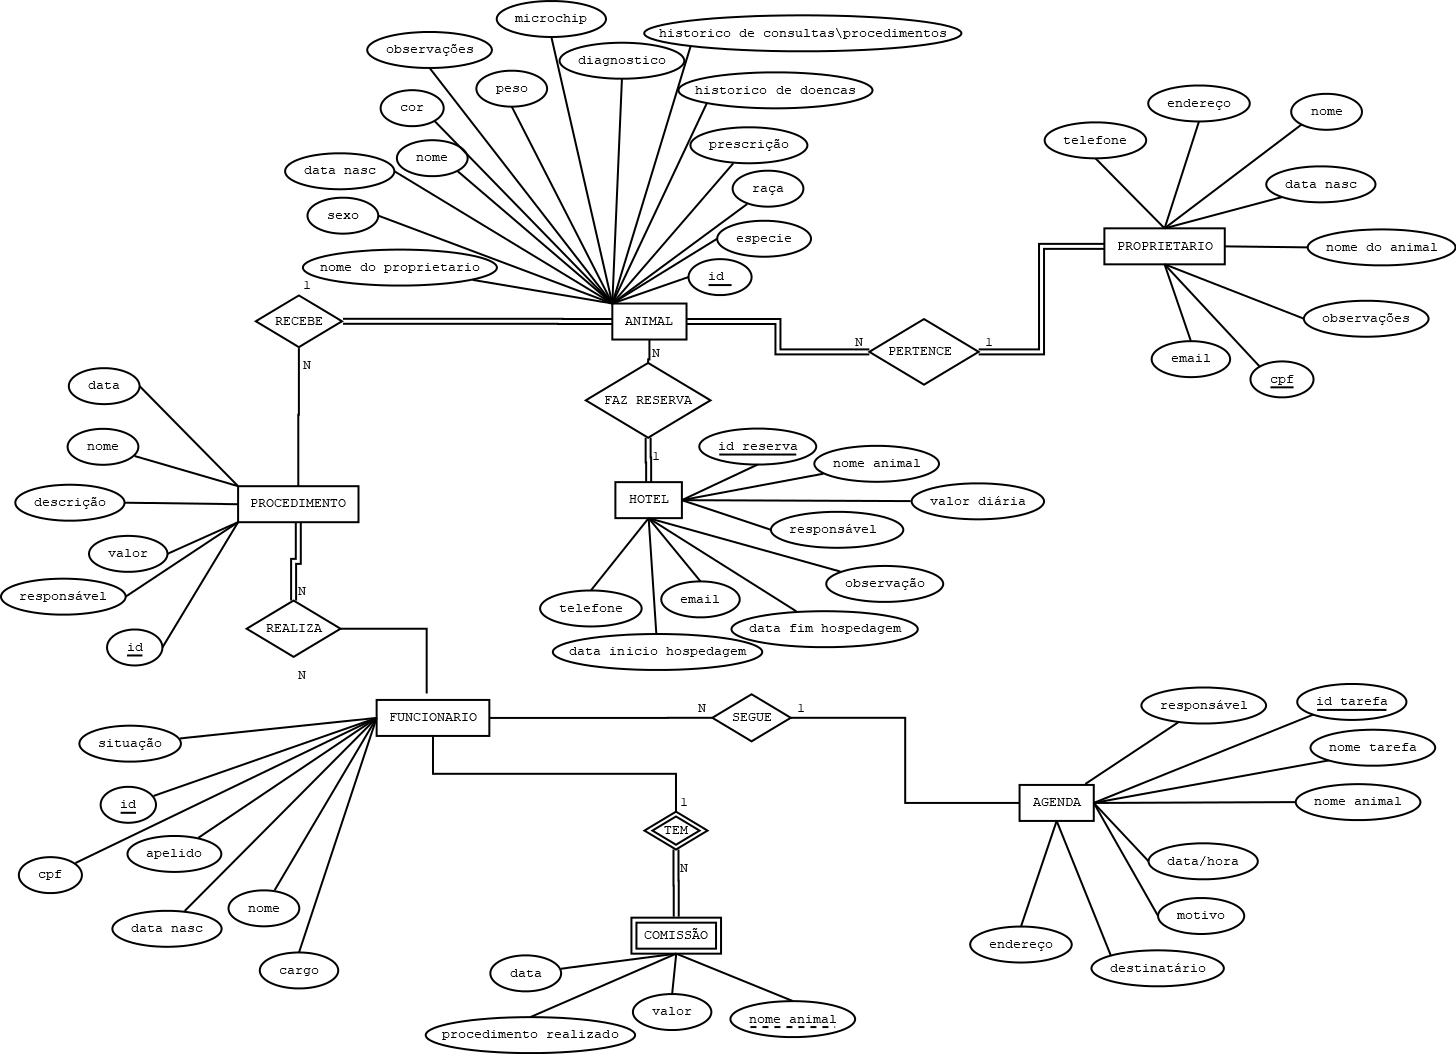 microchip
historico de consultas\procedimentos
observações
diagnostico
peso
historico de doencas
endereço
nome
cor
telefone
prescrição
nome
data nasc
raça
data nasc
sexo
especie
PROPRIETARIO
nome do animal
nome do proprietario
id
1
RECEBE
ANIMAL
observações
N
1
PERTENCE
N
email
N
cpf
data
FAZ RESERVA
nome
id reserva
1
nome animal
descrição
PROCEDIMENTO
HOTEL
valor diária
responsável
valor
observação
N
responsável
telefone
email
REALIZA
data fim hospedagem
id
data inicio hospedagem
N
responsável
id tarefa
N
1
FUNCIONARIO
SEGUE
situação
nome tarefa
id
1
AGENDA
nome animal
TEM
apelido
data/hora
cpf
N
nome
motivo
data nasc
COMISSÃO
endereço
cargo
data
destinatário
valor
nome animal
procedimento realizado